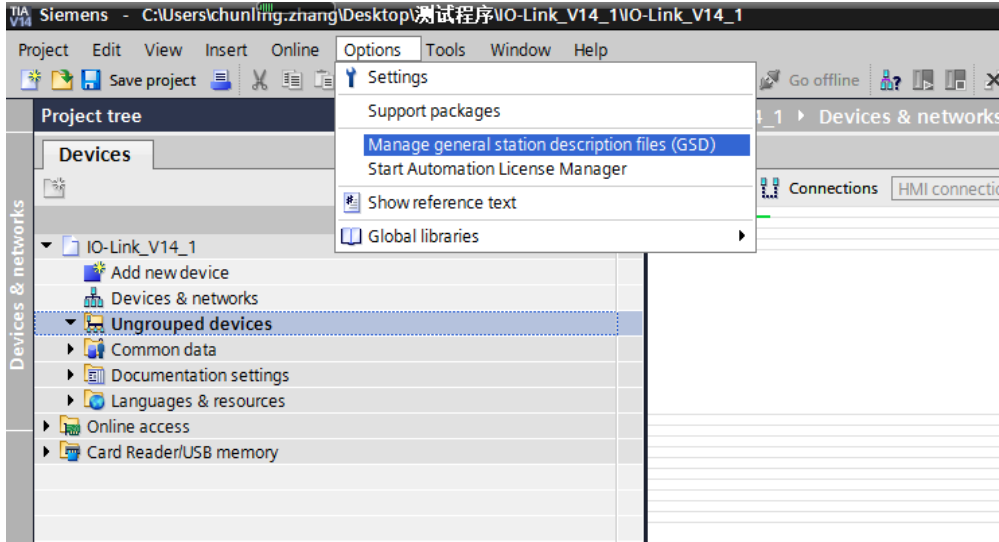 TIA V14 Siemens - C:\Users\chunling.zhang\Desktop\测试程序\IO-Link_V14_1\IO-Link_V14_1
Project Edit View Insert Online Options Tools Window Help
Save project
Go offline
Settings
Support packages
Manage general station description files (GSD)
Start Automation License Manager
Show reference text
Global libraries
Project tree
Devices
_1 Devices & networks
Connections HMI connectio
Devices & networks
IO-Link_V14_1
Add new device
Devices & networks
Ungrouped devices
Common data
Documentation settings
Languages & resources
Online access
Card Reader/USB memory